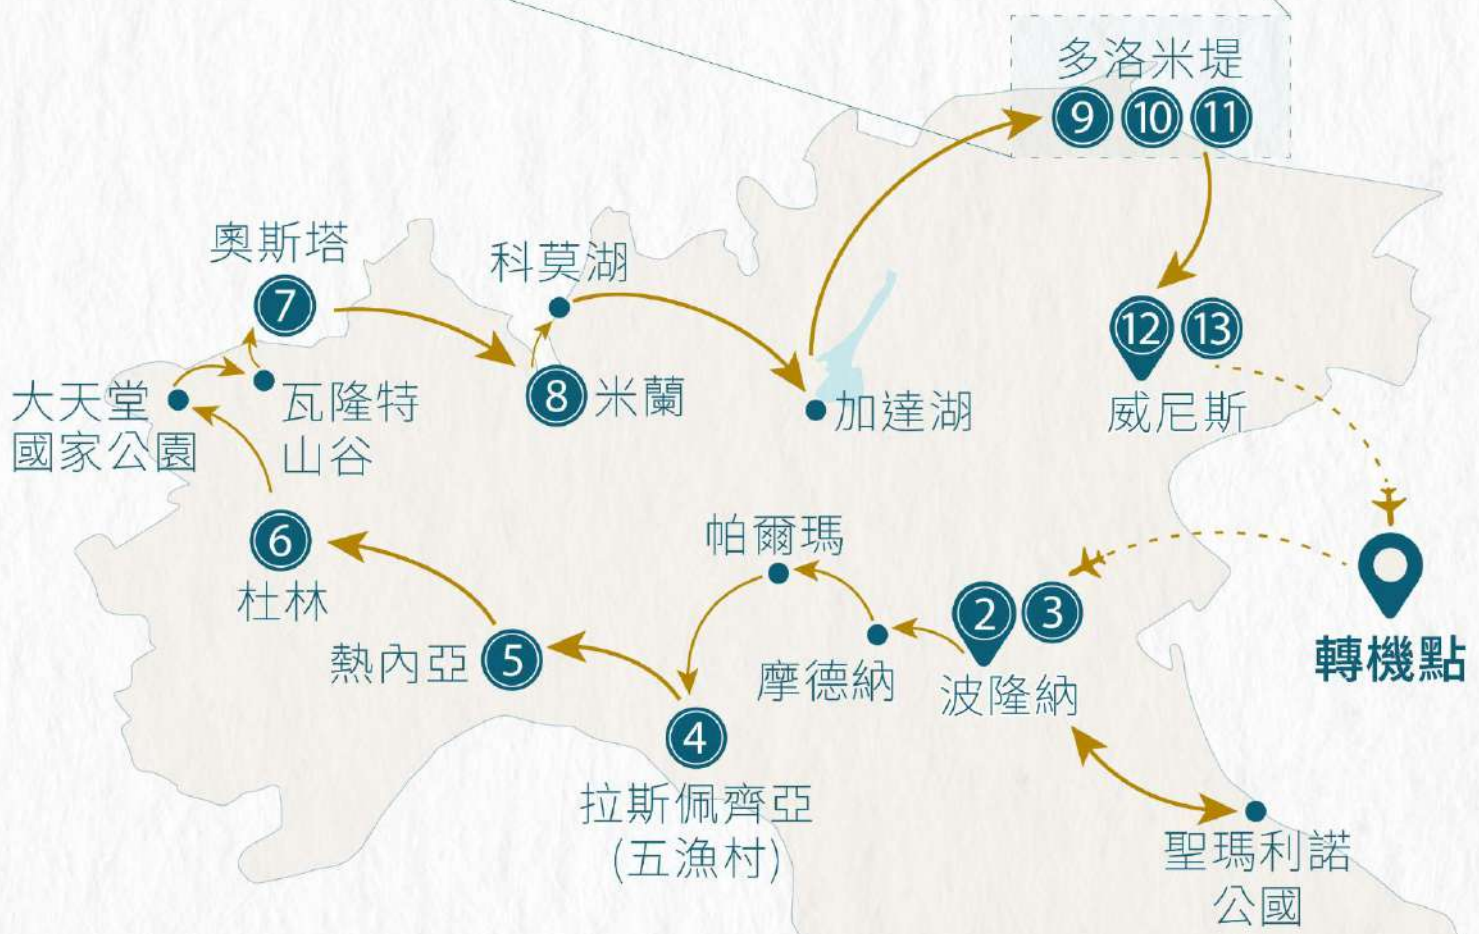 多洛米堤
9 10 11
奧斯塔
7
科莫湖
12 13
威尼斯
大天堂
國家公園
瓦隆特
山谷
8 米蘭
加達湖
6
杜林
帕爾瑪
2 3
轉機點
熱內亞 5
摩德納
波隆納
4
拉斯佩齊亞
(五漁村)
聖瑪利諾
公國